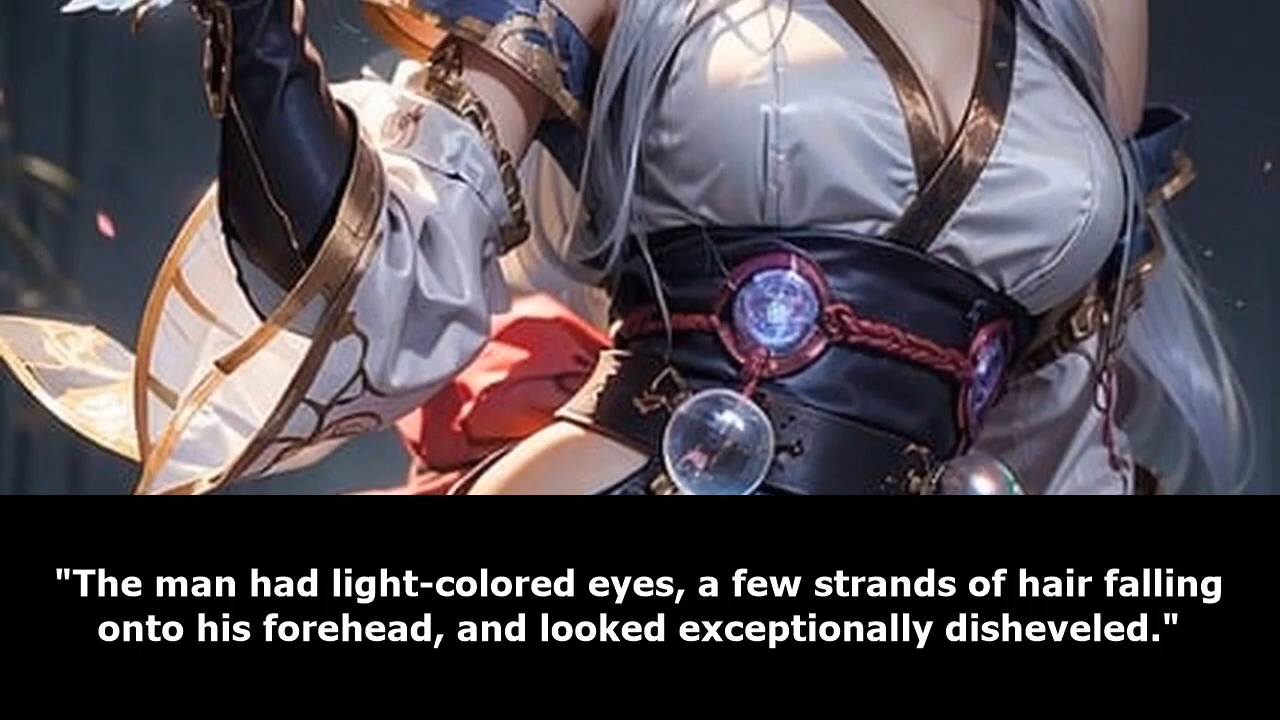 "The man had light-colored eyes, a few strands of hair falling
onto his forehead, and looked exceptionally disheveled."